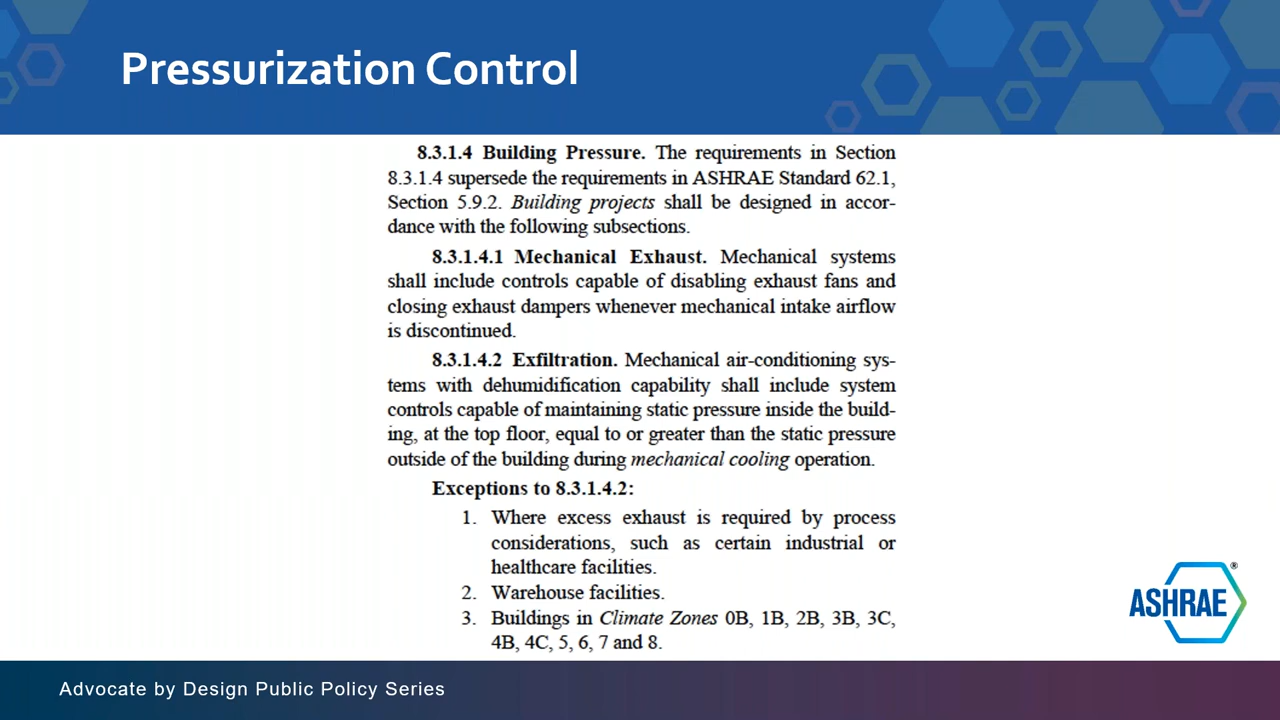 Pressurization Control
8.3.1.4 Building Pressure. The requirements in Section
8.3.1.4 supersede the requirements in ASHRAE Standard 62.1,
Section 5.9.2. Building projects shall be designed in accor-
dance with the following subsections.
8.3.1.4.1 Mechanical Exhaust. Mechanical systems
shall include controls capable of disabling exhaust fans and
closing exhaust dampers whenever mechanical intake airflow
is discontinued.
8.3.1.4.2 Exfiltration. Mechanical air-conditioning sys-
tems with dehumidification capability shall include system
controls capable of maintaining static pressure inside the build-
ing, at the top floor, equal to or greater than the static pressure
outside of the building during mechanical cooling operation.
Exceptions to 8.3.1.4.2:
1. Where excess exhaust is required by process
considerations, such as certain industrial or
healthcare facilities.
2. Warehouse facilities.
3. Buildings in Climate Zones 0B, 1B, 2B, 3B, 3C,
4B, 4C, 5, 6, 7 and 8.
ASHRAE ®
Advocate by Design Public Policy Series